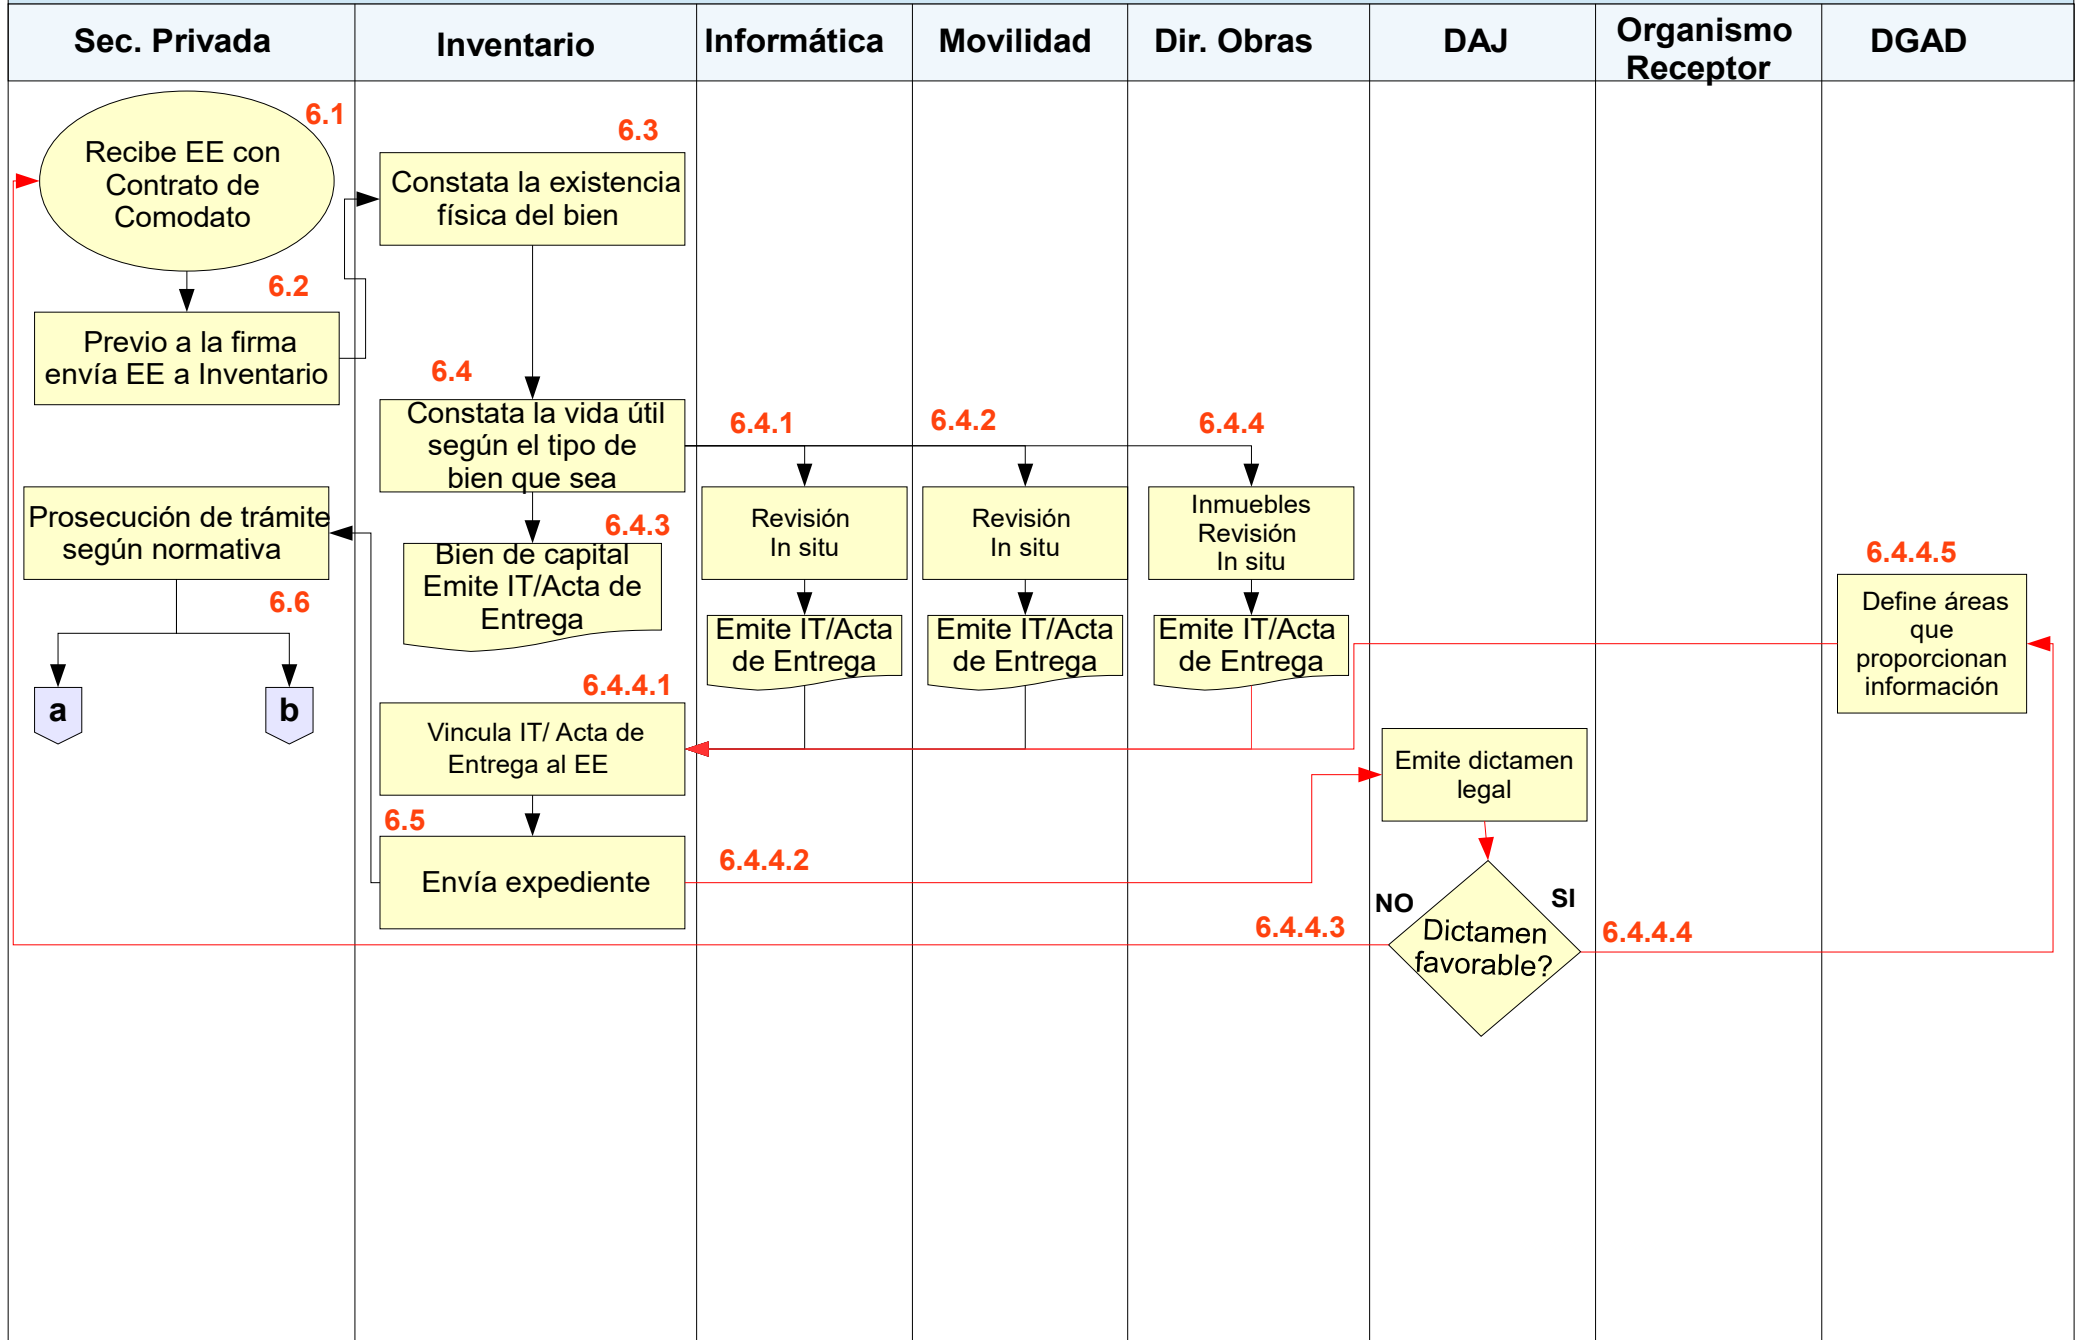 Sec. Privada
Inventario
Informática
Movilidad
Dir. Obras
DAJ
Organismo
Receptor
DGAD
6.1
Recibe EE con
Contrato de
Comodato
6.2
Previo a la firma
envía EE a Inventario
6.3
Constata la existencia
física del bien
6.4
Constata la vida útil
según el tipo de
bien que sea
6.4.1
6.4.2
6.4.4
Prosecución de trámite
según normativa
6.6
a
b
6.4.3
Bien de capital
Emite IT/Acta de
Entrega
Revisión
In situ
Revisión
In situ
Inmuebles
Revisión
In situ
Emite IT/Acta
de Entrega
Emite IT/Acta
de Entrega
Emite IT/Acta
de Entrega
6.4.4.5
Define áreas
que
proporcionan
información
6.4.4.1
Vincula IT/ Acta de
Entrega al EE
6.5
Envía expediente
6.4.4.2
Emite dictamen
legal
NO
SI
Dictamen
favorable?
6.4.4.3
6.4.4.4